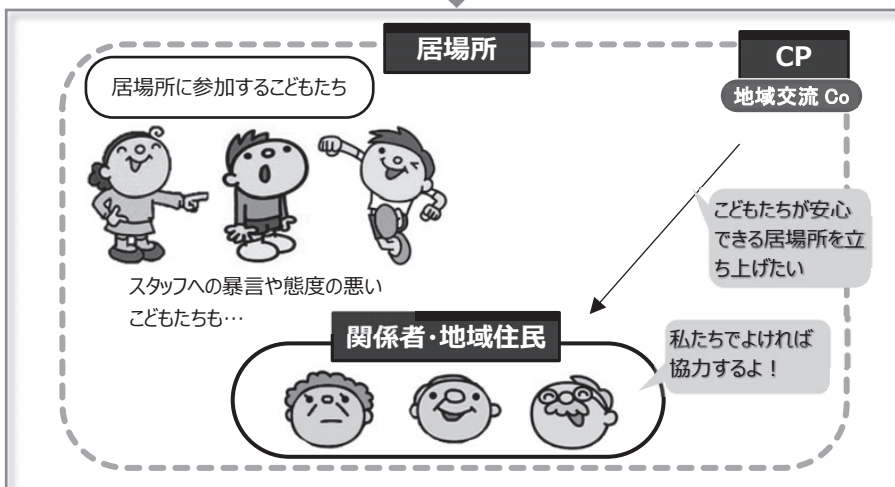 居場所
CP
地域交流 Co
居場所に参加するこどもたち
こどもたちが安心
できる居場所を立
ち上げたい
スタッフへの暴言や態度の悪い
こどもたちも…
関係者・地域住民
私たちでよければ
協力するよ！